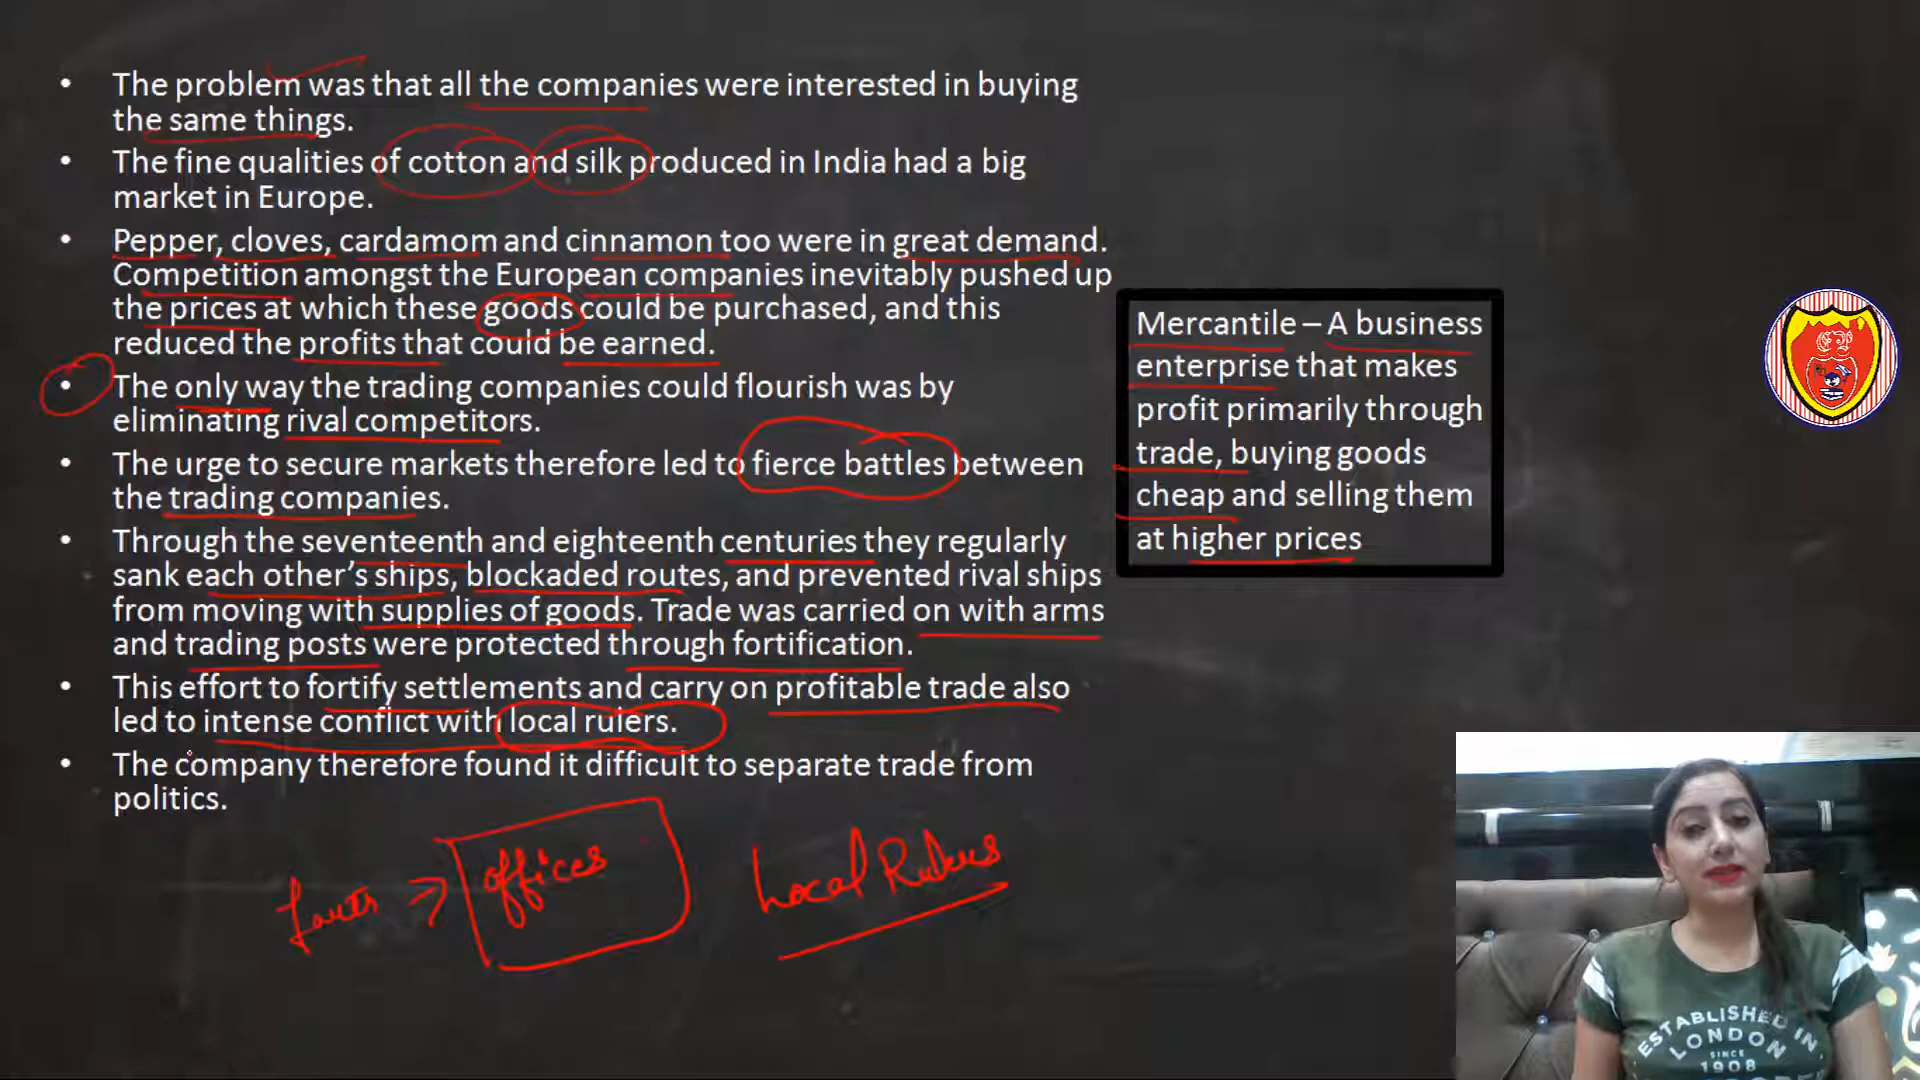 • The problem was that all the companies were interested in buying
the same things.
• The fine qualities of cotton and silk produced in India had a big
market in Europe.
• Pepper, cloves, cardamom and cinnamon too were in great demand.
Competition amongst the European companies inevitably pushed up
the prices at which these goods could be purchased, and this
reduced the profits that could be earned.
• The only way the trading companies could flourish was by
eliminating rival competitors.
• The urge to secure markets therefore led to fierce battles between
the trading companies.
• Through the seventeenth and eighteenth centuries they regularly
sank each other's ships, blockaded routes, and prevented rival ships
from moving with supplies of goods. Trade was carried on with arms
and trading posts were protected through fortification.
• This effort to fortify settlements and carry on profitable trade also
led to intense conflict with local rulers.
• The company therefore found it difficult to separate trade from
politics.
offices
Local Rulers
Mercantile – A business
enterprise that makes
profit primarily through
trade, buying goods
cheap and selling them
at higher prices
ESTABLISHED IN
LONDON
SINCE
1908